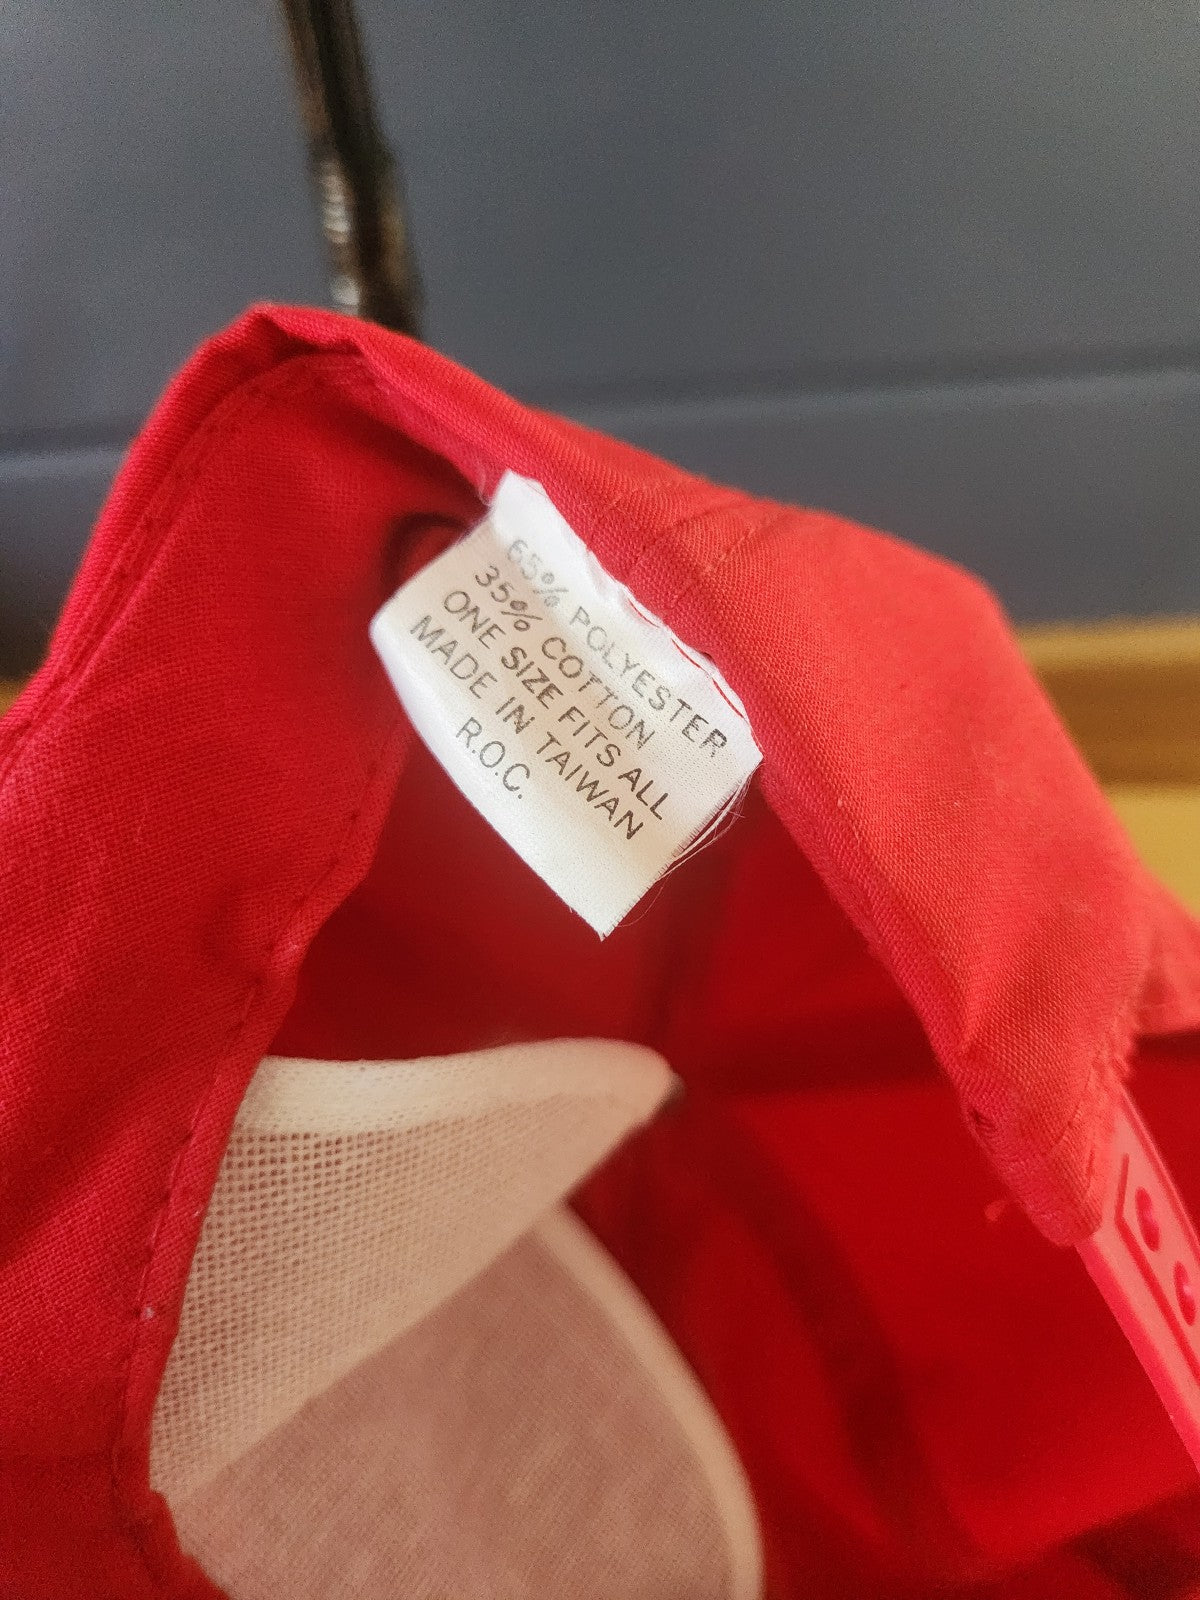 65% POLYESTER
35% COTTON
ONE SIZE FITS ALL
MADE IN TAIWAN
R.O.C.